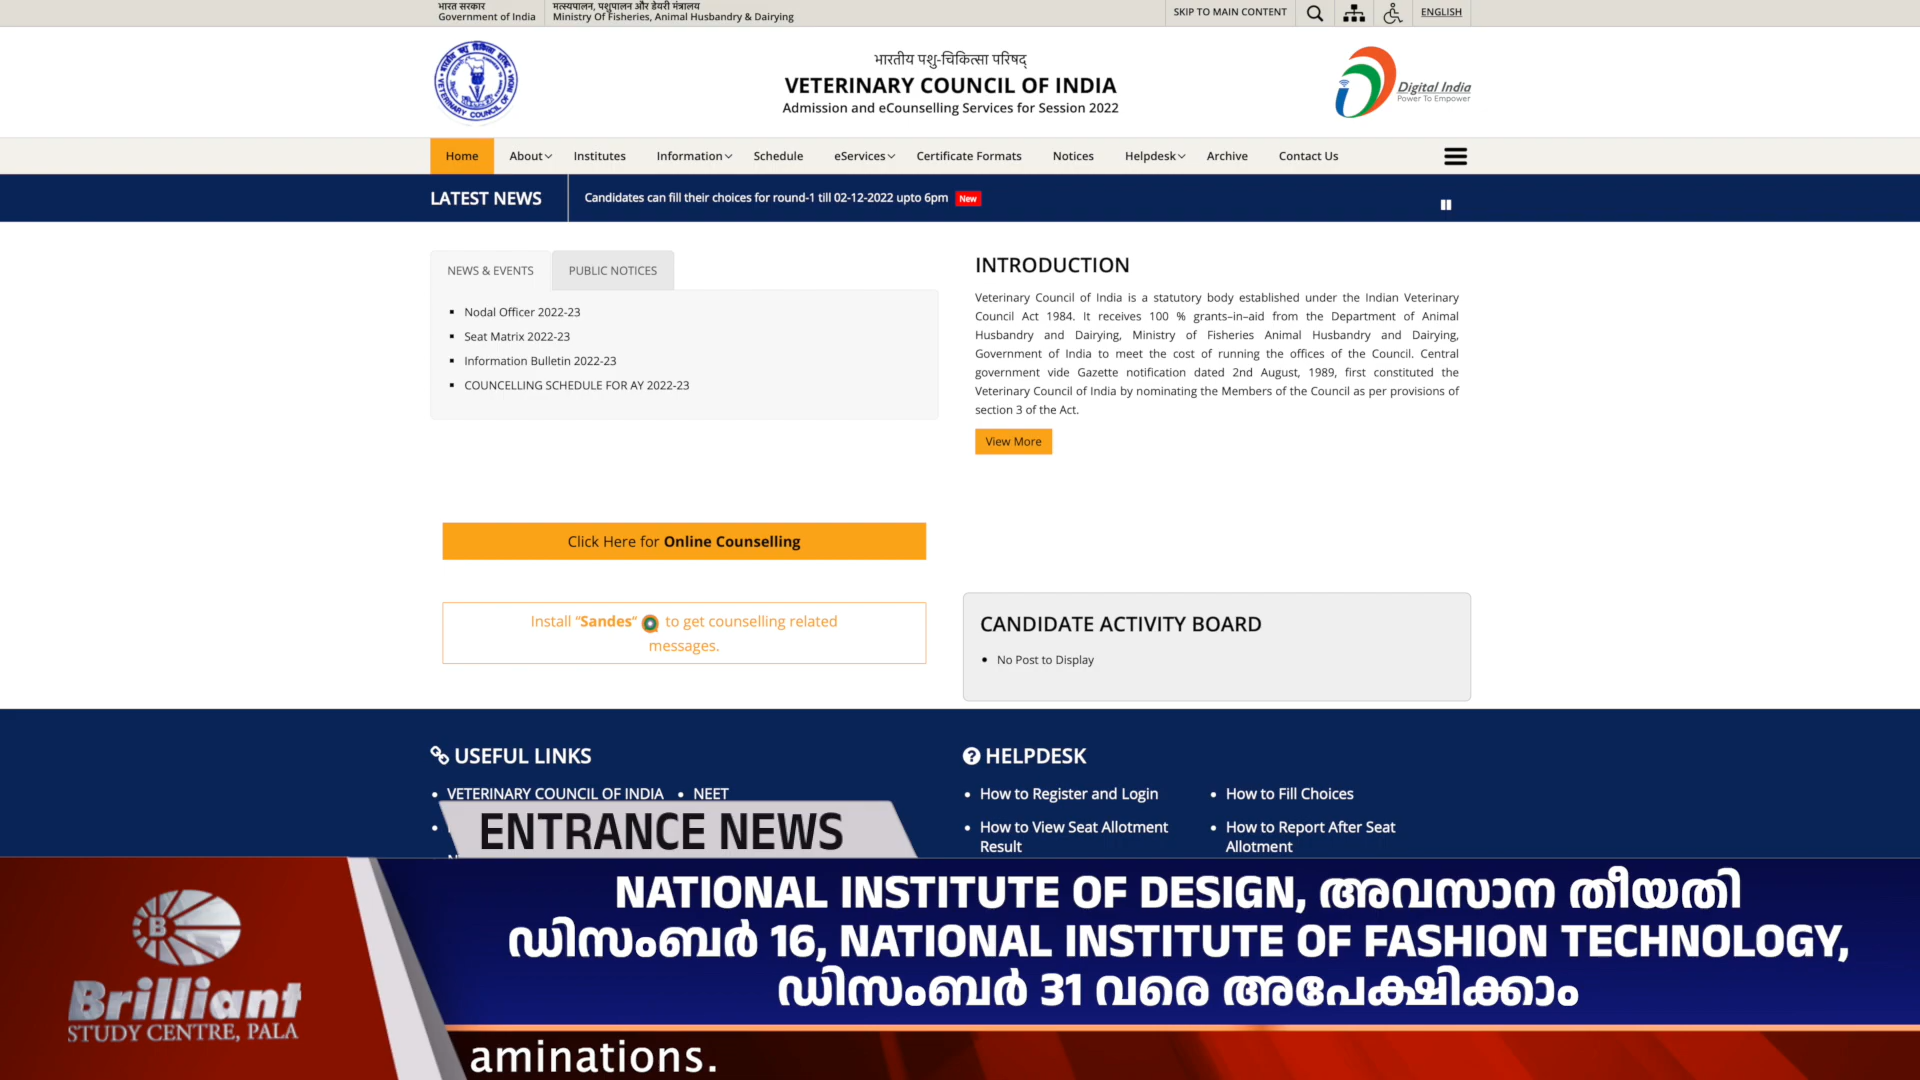 भारत सरकार
Government of India
मत्स्यपालन, पशुपालन और डेयरी मंत्रालय
Ministry Of Fisheries, Animal Husbandry & Dairying
SKIP TO MAIN CONTENT
ENGLISH
भारतीय पशु-चिकित्सा परिषद्
VETERINARY COUNCIL OF INDIA
Admission and eCounselling Services for Session 2022
Digital India
Power To Empower
Home About Institutes Information Schedule eServices Certificate Formats Notices Helpdesk Archive Contact Us
LATEST NEWS
Candidates can fill their choices for round-1 till 02-12-2022 upto 6pm New
NEWS & EVENTS PUBLIC NOTICES
Nodal Officer 2022-23
Seat Matrix 2022-23
Information Bulletin 2022-23
COUNCELLING SCHEDULE FOR AY 2022-23
INTRODUCTION
Veterinary Council of India is a statutory body established under the Indian Veterinary
Council Act 1984. It receives 100 % grants–in–aid from the Department of Animal
Husbandry and Dairying, Ministry of Fisheries Animal Husbandry and Dairying,
Government of India to meet the cost of running the offices of the Council. Central
government vide Gazette notification dated 2nd August, 1989, first constituted the
Veterinary Council of India by nominating the Members of the Council as per provisions of
section 3 of the Act.
View More
Click Here for Online Counselling
Install “Sandes“ to get counselling related
messages.
CANDIDATE ACTIVITY BOARD
No Post to Display
USEFUL LINKS
VETERINARY COUNCIL OF INDIA • NEET
HELPDESK
How to Register and Login
How to Fill Choices
How to View Seat Allotment
Result
How to Report After Seat
Allotment
ENTRANCE NEWS
NATIONAL INSTITUTE OF DESIGN, അവസാന തീയതി
ഡിസംബർ 16, NATIONAL INSTITUTE OF FASHION TECHNOLOGY,
ഡിസംബർ 31 വരെ അപേക്ഷിക്കാം
B
Brilliant
STUDY CENTRE, PALA
aminations.